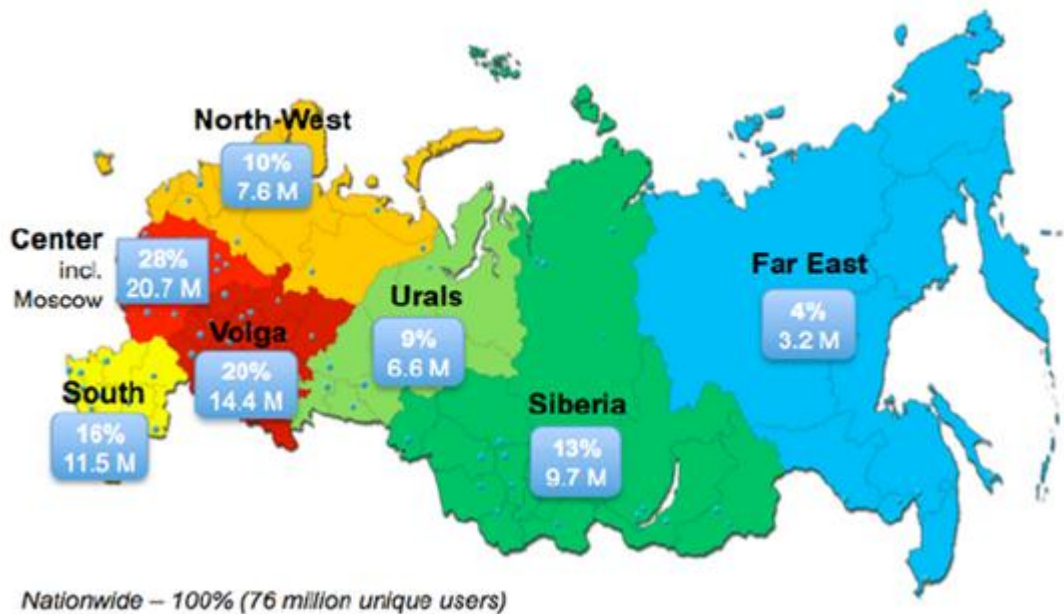 North-West
10%
7.6 M
Center
incl.
Moscow
28%
20.7 M
Volga
20%
14.4 M
South
16%
11.5 M
Urals
9%
6.6 M
Siberia
13%
9.7 M
Far East
4%
3.2 M
Nationwide – 100% (76 million unique users)